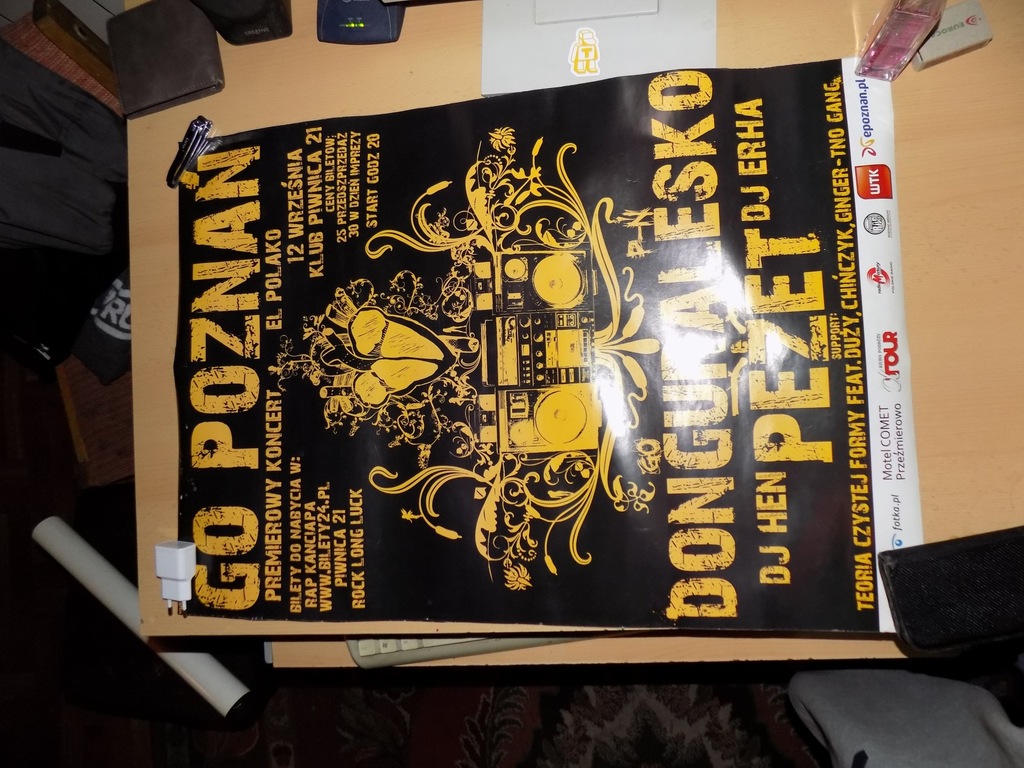 GO POZNAŃ
PREMIEROWY KONCERT EL POLAKO
BILETY DO NABYCIA W:
RAP KANCIAPA
WWW.BILETY24.PL
PIWNICA 21
ROCK LONG LUCK
12 WRZEŚNIA
KLUB PIWNICA 21
CENY BILETÓW:
25 PRZEDSPRZEDAŻ
30 W DZIEŃ IMPREZY
START GODZ 20
DONGURALESKO
DJ HEN PEYET DJ ERHA
SUPPORT:
TEORIA CZYSTEJ FORMY FEAT. DUŻY, CHIŃCZYK, GINGER-TNO GANG,
fotka.pl
Motel COMET
Przeźmierowo
TOUR
WTK
epoznan.pl